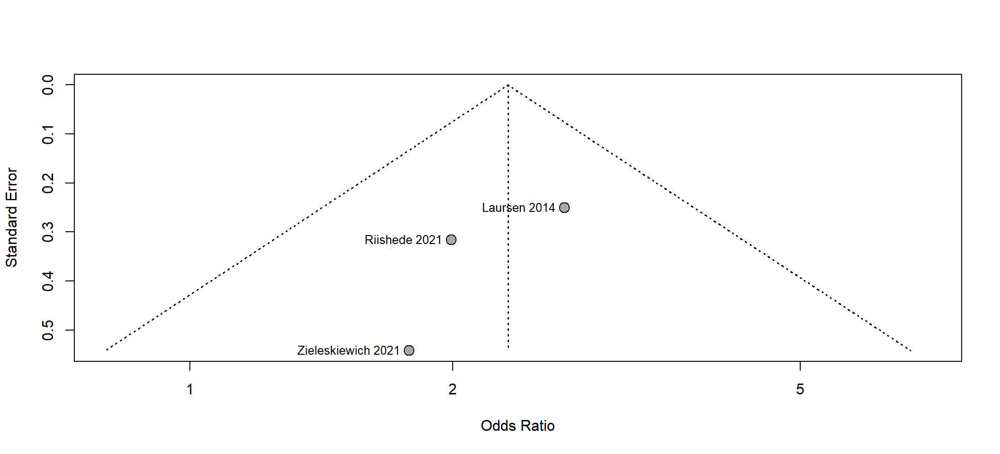 0.0
0.1
0.2
0.3
0.4
0.5
Standard Error
Laursen 2014
Riishede 2021
Zieleskiewich 2021
1 2 5
Odds Ratio